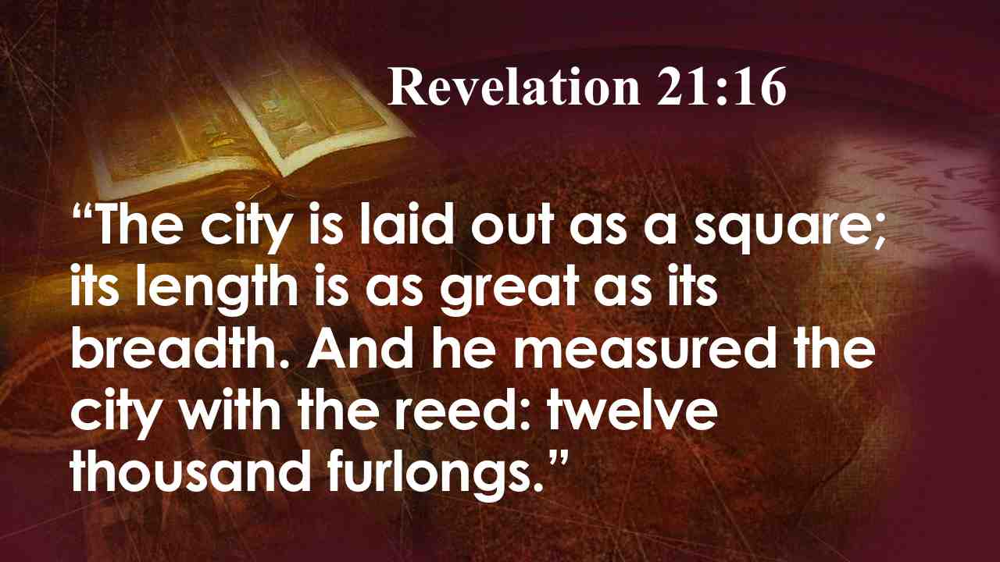 Revelation 21:16
“The city is laid out as a square;
its length is as great as its
breadth. And he measured the
city with the reed: twelve
thousand furlongs.”